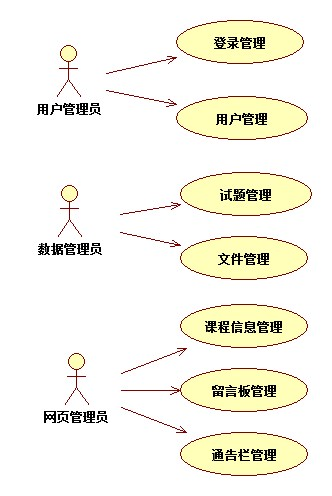 登录管理
用户管理员
用户管理
试题管理
数据管理员
文件管理
课程信息管理
留言板管理
网页管理员
通告栏管理